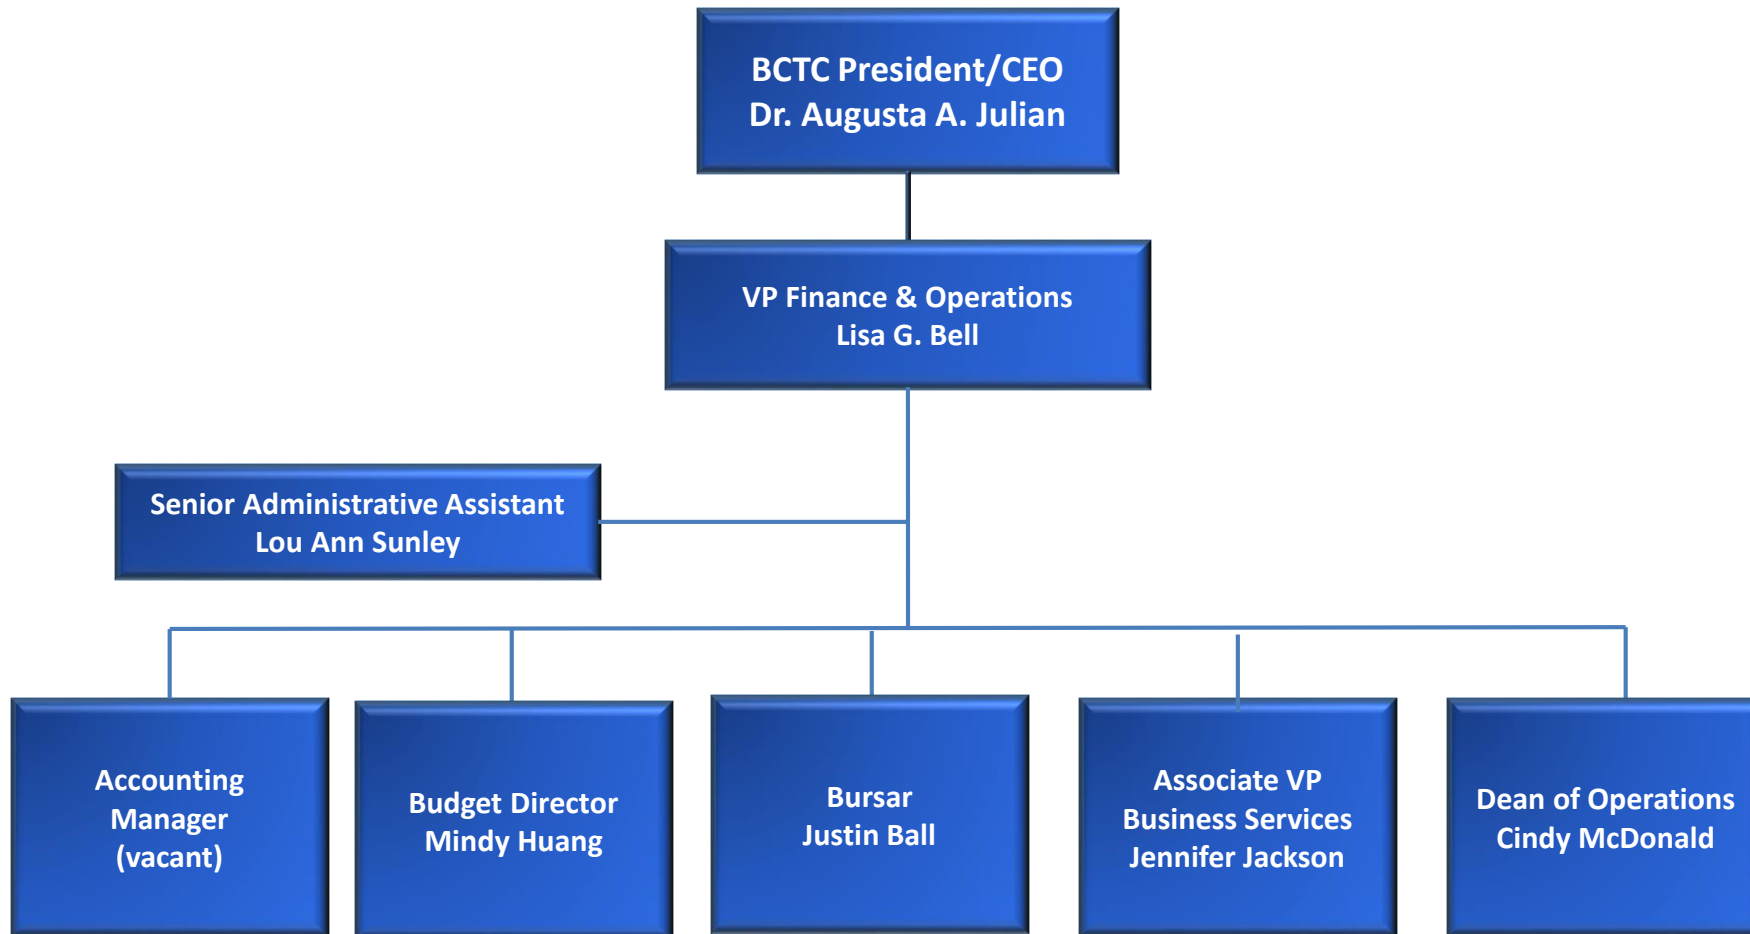 BCTC President/CEO
Dr. Augusta A. Julian
VP Finance & Operations
Lisa G. Bell
Senior Administrative Assistant
Lou Ann Sunley
Accounting
Manager
(vacant)
Budget Director
Mindy Huang
Bursar
Justin Ball
Associate VP
Business Services
Jennifer Jackson
Dean of Operations
Cindy McDonald